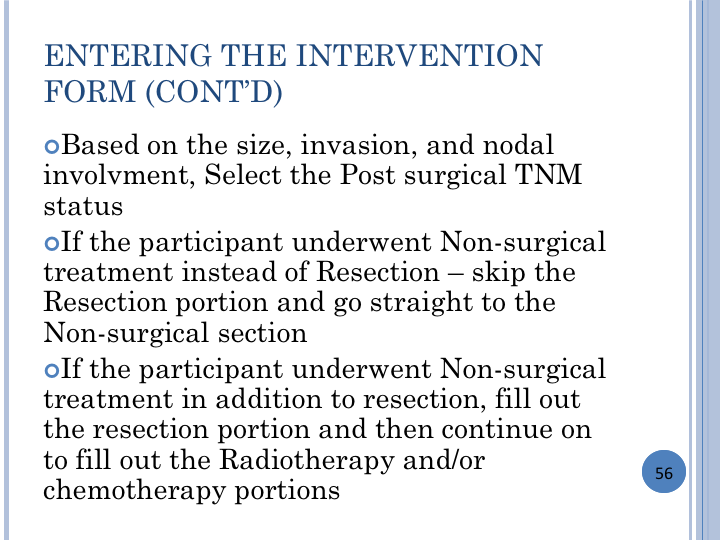 ENTERING THE INTERVENTION
FORM (CONT’D)
Based on the size, invasion, and nodal
involvment, Select the Post surgical TNM
status
If the participant underwent Non-surgical
treatment instead of Resection – skip the
Resection portion and go straight to the
Non-surgical section
If the participant underwent Non-surgical
treatment in addition to resection, fill out
the resection portion and then continue on
to fill out the Radiotherapy and/or
chemotherapy portions
56